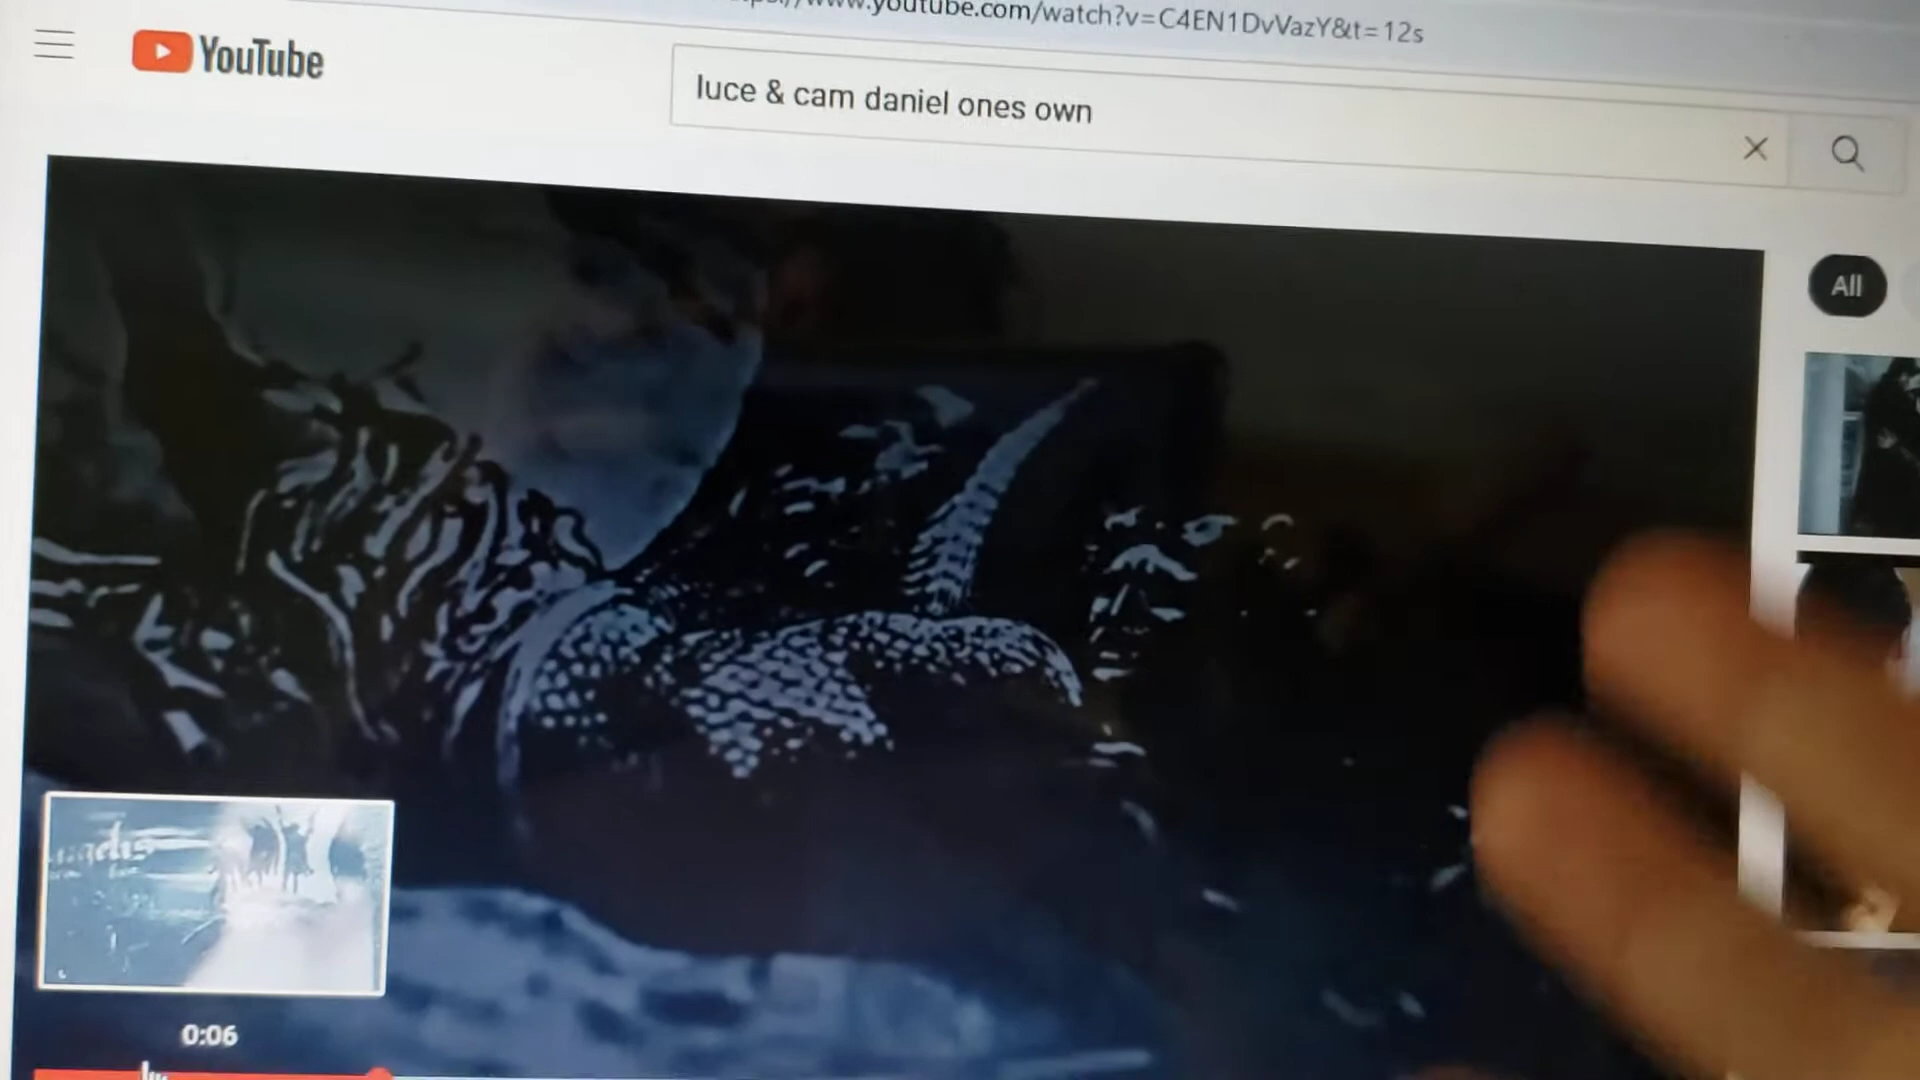 www.youtube.com/watch?v=C4EN1DvVazY&t=12s
YouTube
luce & cam daniel ones own
All
0:06